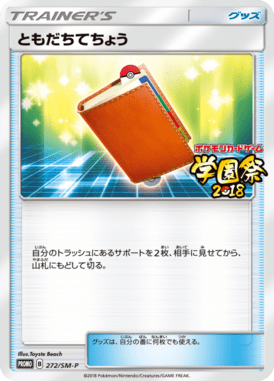 TRAINER'S グッズ
ともだちてちょう
ポケモンカードゲーム
学園祭
2018
自分のトラッシュにあるサポートを2枚、相手に見せてから、
山札にもどして切る。
グッズは、自分の番に何枚でも使える。
Illus.Toyste Beach
PROMO B 272/SM-P
©2018 Pokémon/Nintendo/Creatures/GAME FREAK.